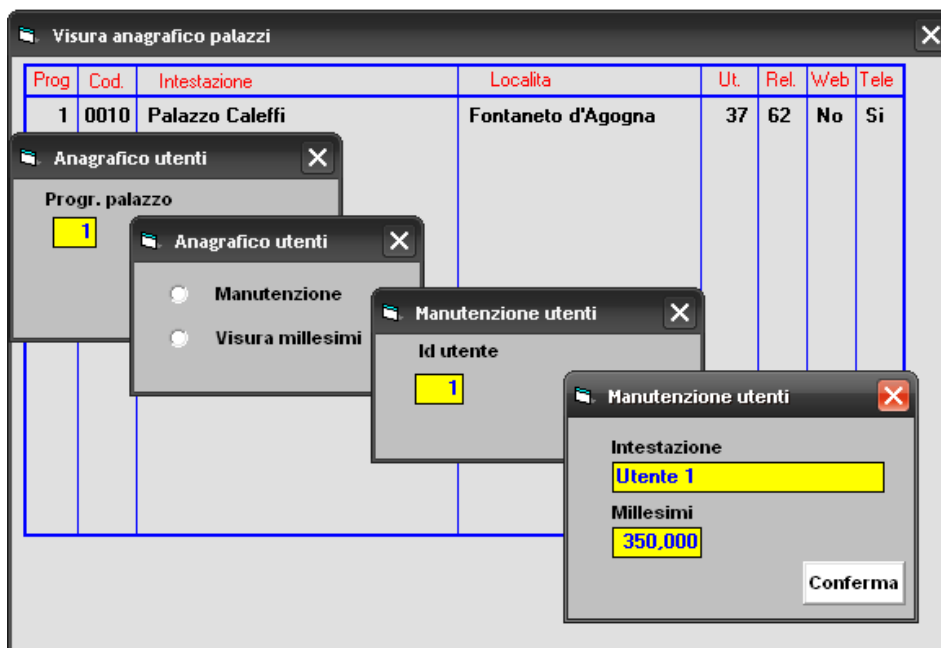 Visura anagrafico palazzi
Prog Cod. Intestazione Localita Ut. Rel. Web Tele
1 0010 Palazzo Caleffi Fontaneto d'Agogna 37 62 No Si
Anagrafico utenti
Progr. palazzo
1
Anagrafico utenti
Manutenzione
Visura millesimi
Manutenzione utenti
Id utente
1
Manutenzione utenti
Intestazione
Utente 1
Millesimi
350,000
Conferma